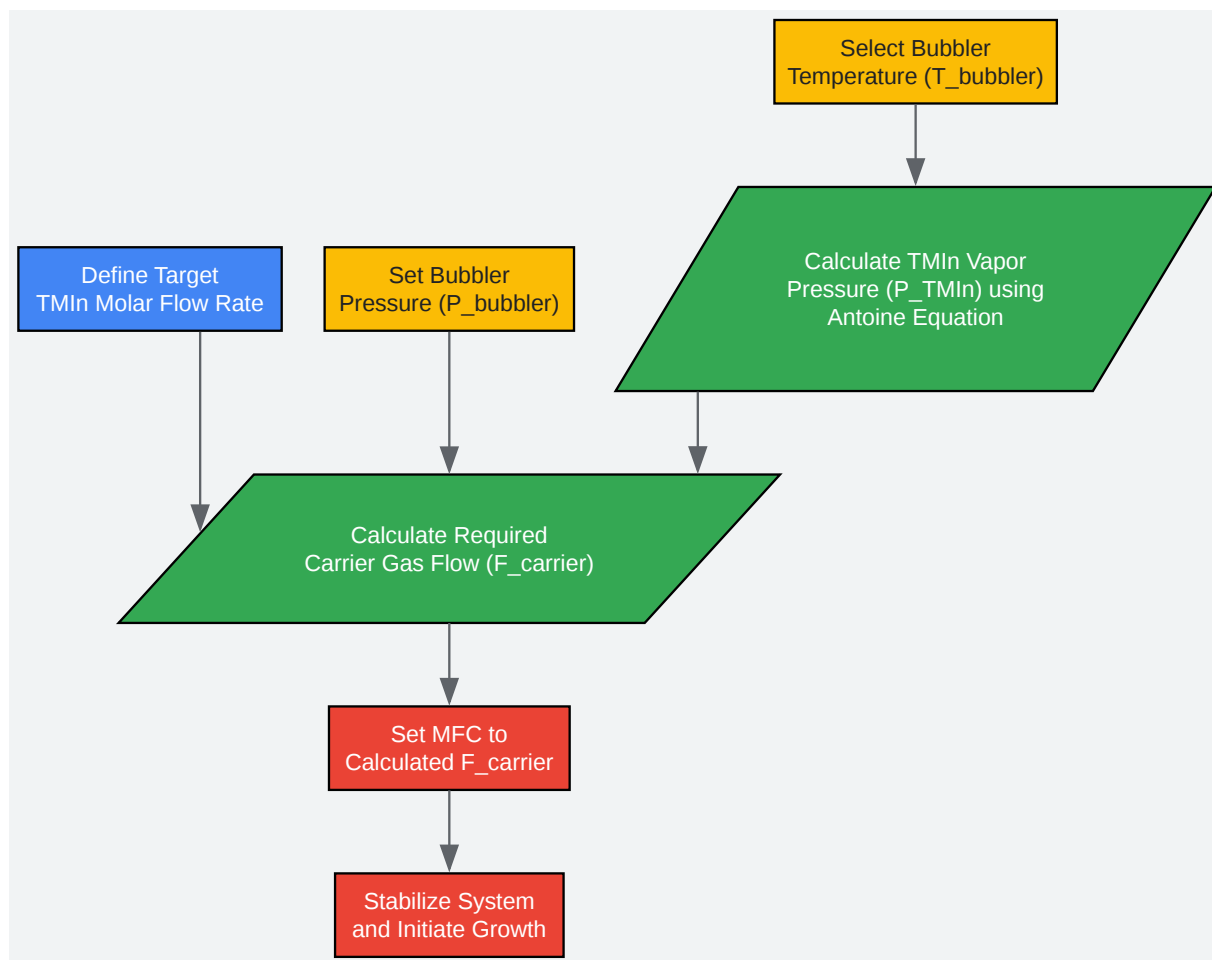 Select Bubbler
Temperature (T_bubbler)
Define Target
TMIn Molar Flow Rate
Set Bubbler
Pressure (P_bubbler)
Calculate TMIn Vapor
Pressure (P_TMIn) using
Antoine Equation
Calculate Required
Carrier Gas Flow (F_carrier)
Set MFC to
Calculated F_carrier
Stabilize System
and Initiate Growth